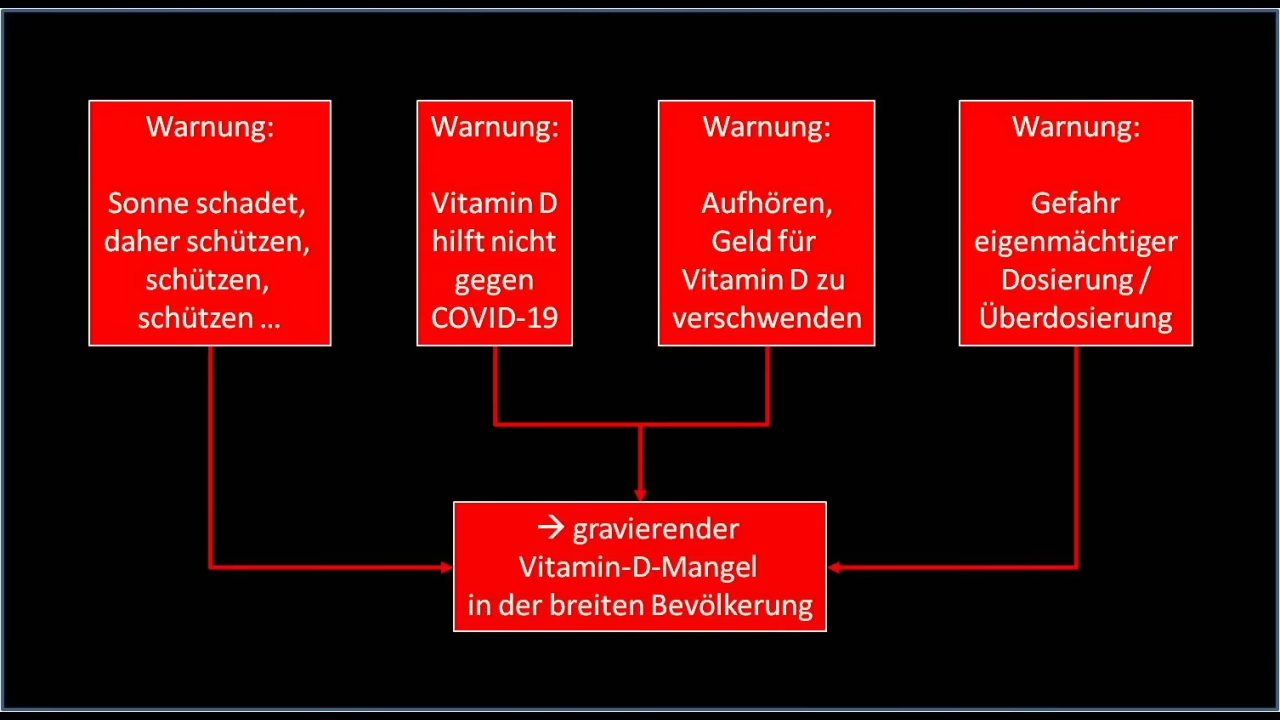 Warnung:
Sonne schadet,
daher schützen,
schützen,
schützen ...
Warnung:
Vitamin D
hilft nicht
gegen
COVID-19
Warnung:
Aufhören,
Geld für
Vitamin D zu
verschwenden
Warnung:
Gefahr
eigenmächtiger
Dosierung /
Überdosierung
→ gravierender
Vitamin-D-Mangel
in der breiten Bevölkerung